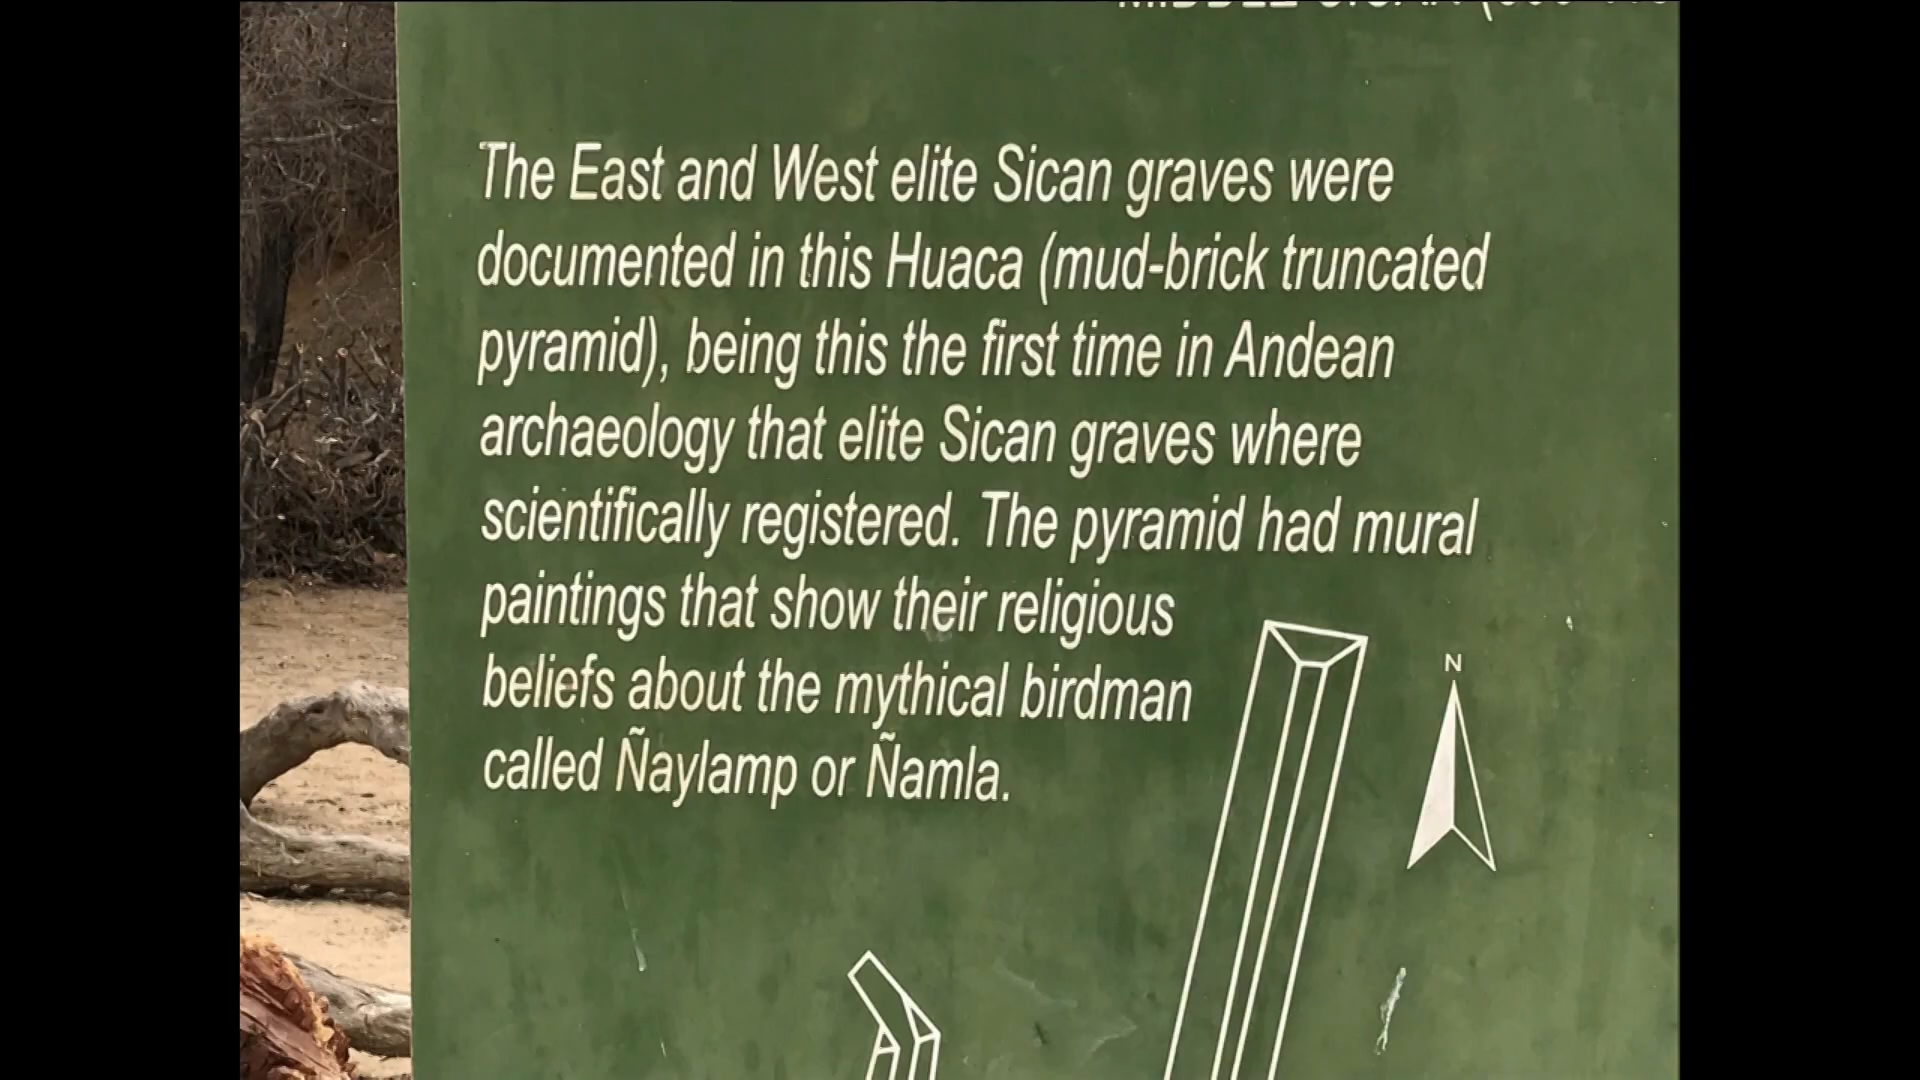 The East and West elite Sican graves were
documented in this Huaca (mud-brick truncated
pyramid), being this the first time in Andean
archaeology that elite Sican graves where
scientifically registered. The pyramid had mural
paintings that show their religious
beliefs about the mythical birdman
called Ñaylamp or Ñamla.
N